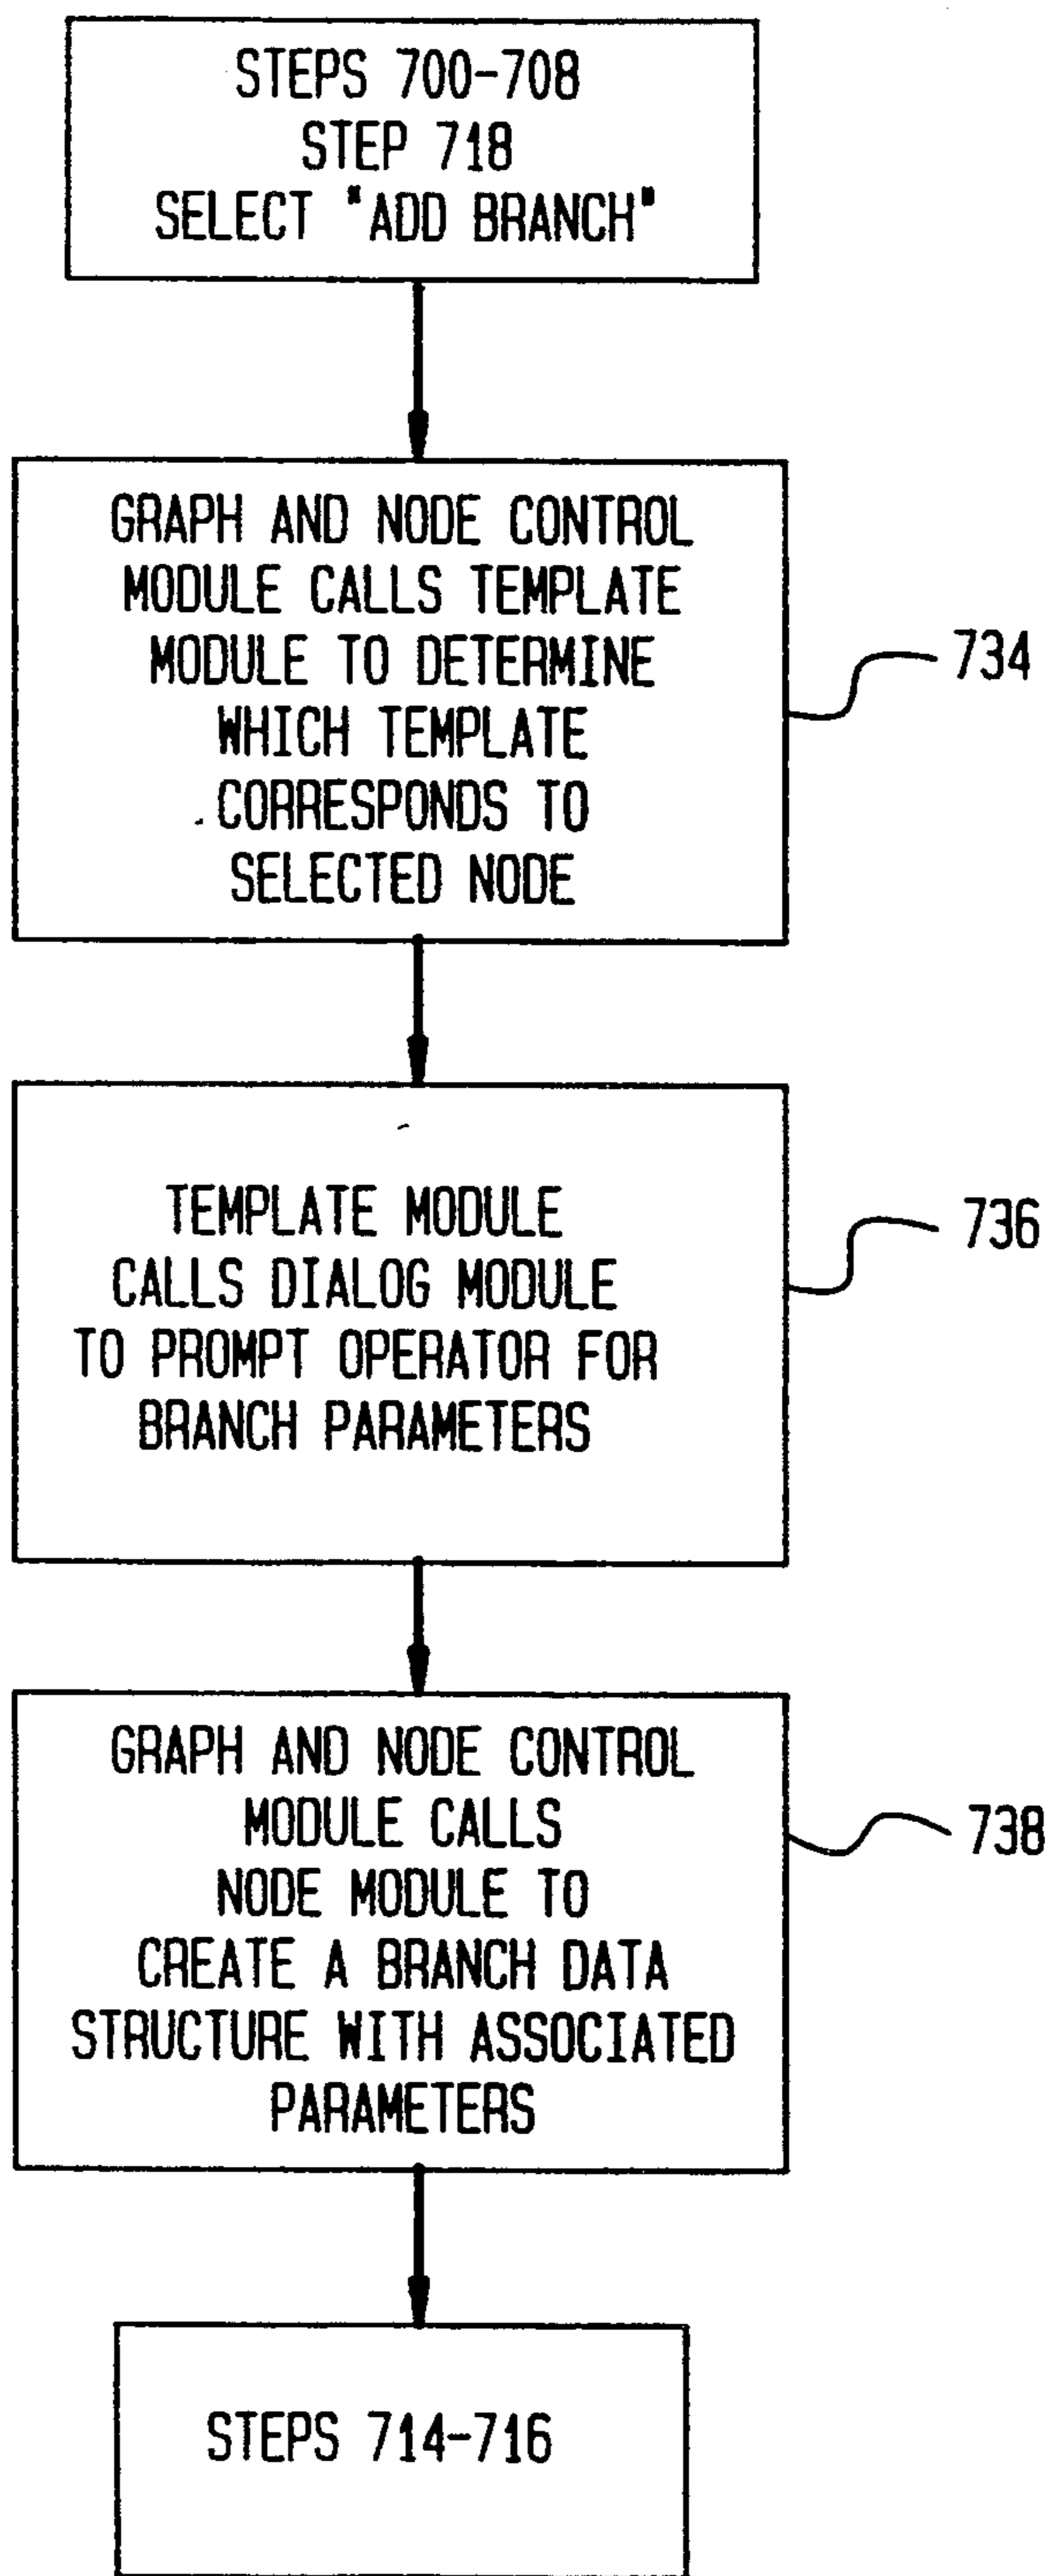 STEPS 700-708
STEP 718
SELECT "ADD BRANCH"
GRAPH AND NODE CONTROL
MODULE CALLS TEMPLATE
MODULE TO DETERMINE
WHICH TEMPLATE
CORRESPONDS TO
SELECTED NODE
734
TEMPLATE MODULE
CALLS DIALOG MODULE
TO PROMPT OPERATOR FOR
BRANCH PARAMETERS
736
GRAPH AND NODE CONTROL
MODULE CALLS
NODE MODULE TO
CREATE A BRANCH DATA
STRUCTURE WITH ASSOCIATED
PARAMETERS
738
STEPS 714-716